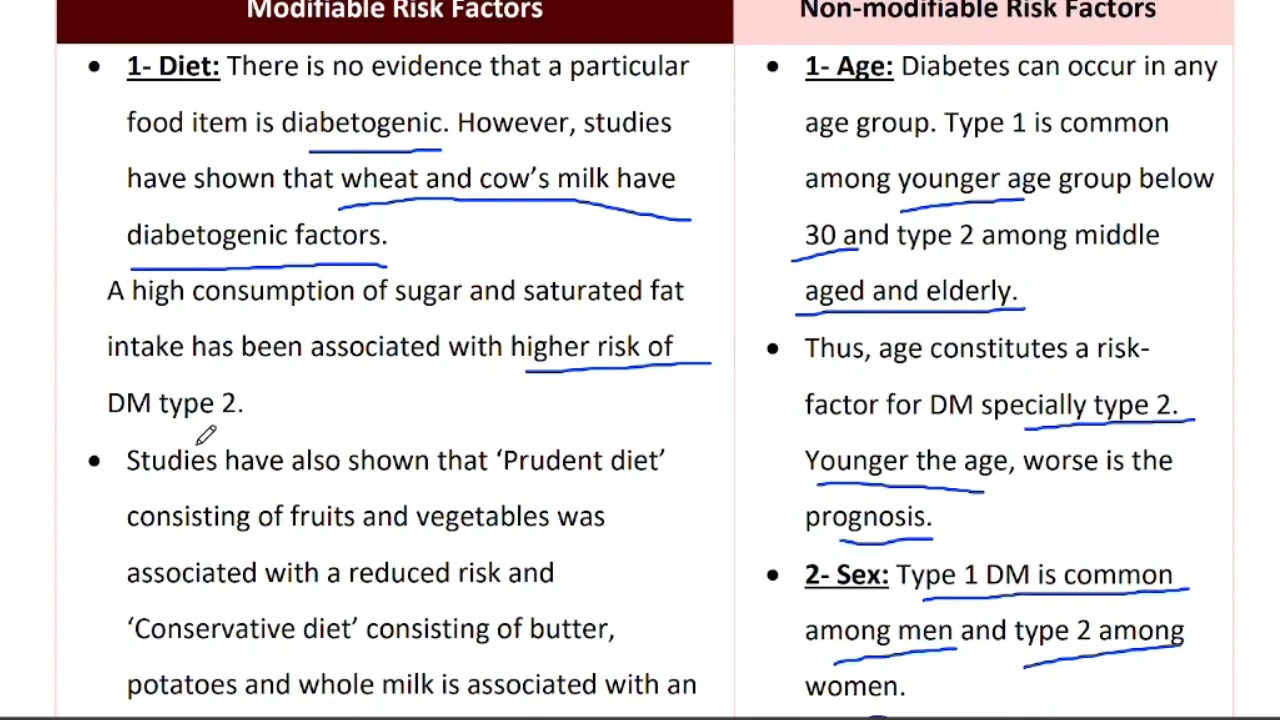 Modifiable Risk Factors
• 1- Diet: There is no evidence that a particular
food item is diabetogenic. However, studies
have shown that wheat and cow’s milk have
diabetogenic factors.
A high consumption of sugar and saturated fat
intake has been associated with higher risk of
DM type 2.
• Studies have also shown that ‘Prudent diet’
consisting of fruits and vegetables was
associated with a reduced risk and
‘Conservative diet’ consisting of butter,
potatoes and whole milk is associated with an
Non-modifiable Risk Factors
• 1- Age: Diabetes can occur in any
age group. Type 1 is common
among younger age group below
30 and type 2 among middle
aged and elderly.
• Thus, age constitutes a risk-
factor for DM specially type 2.
Younger the age, worse is the
prognosis.
• 2- Sex: Type 1 DM is common
among men and type 2 among
women.